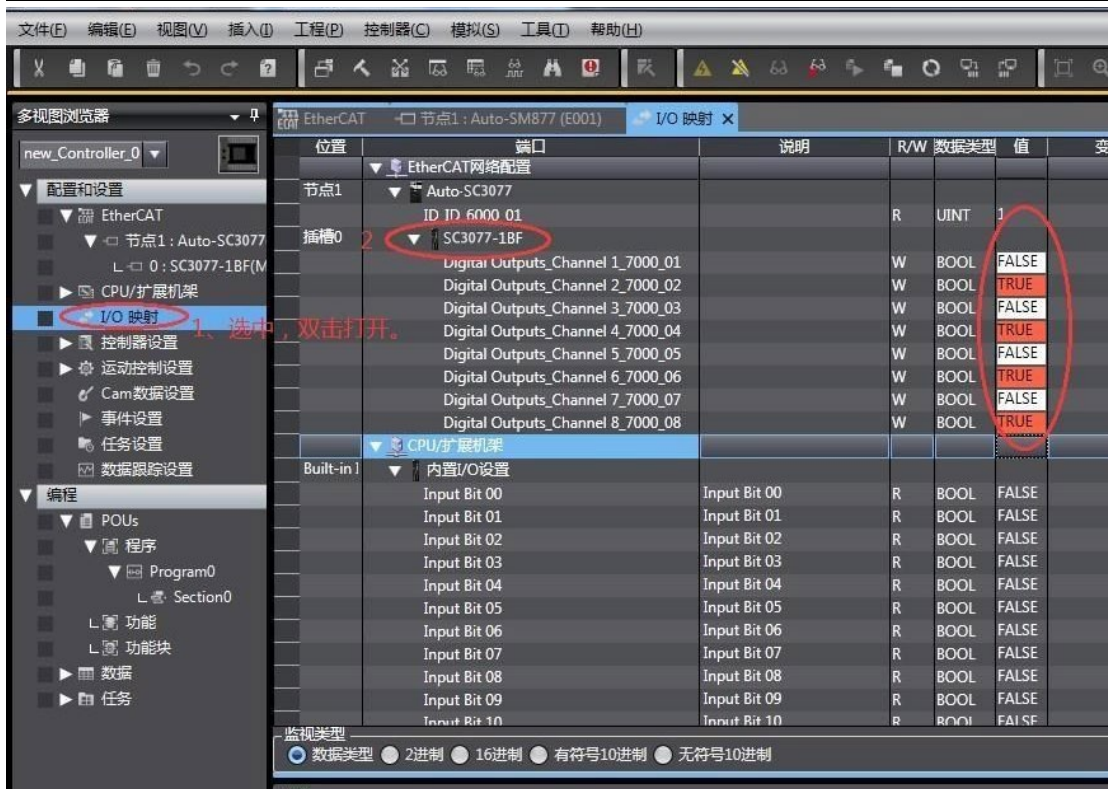 文件(F) 编辑(E) 视图(V) 插入(I) 工程(P) 控制器(C) 模拟(S) 工具(T) 帮助(H)
多视图浏览器
new_Controller_0
配置和设置
EtherCAT
节点1 : Auto-SC3077
0 : SC3077-1BF(M
CPU/扩展机架
I/O 映射
1、选中，双击打开。
控制器设置
运动控制设置
Cam数据设置
事件设置
任务设置
数据跟踪设置
编程
POUs
程序
Program0
Section0
功能
功能块
数据
任务
EtherCAT 节点1 : Auto-SM877 (E001) I/O 映射
位置 端口 说明 R/W 数据类型 值 变
EtherCAT网络配置
节点1 Auto-SC3077
ID_ID_6000_01 R UINT 1
插槽0 2 SC3077-1BF
Digital Outputs_Channel 1_7000_01 W BOOL FALSE
Digital Outputs_Channel 2_7000_02 W BOOL TRUE
Digital Outputs_Channel 3_7000_03 W BOOL FALSE
Digital Outputs_Channel 4_7000_04 W BOOL TRUE
Digital Outputs_Channel 5_7000_05 W BOOL FALSE
Digital Outputs_Channel 6_7000_06 W BOOL TRUE
Digital Outputs_Channel 7_7000_07 W BOOL FALSE
Digital Outputs_Channel 8_7000_08 W BOOL TRUE
CPU/扩展机架
Built-in I 内置I/O设置
Input Bit 00 Input Bit 00 R BOOL FALSE
Input Bit 01 Input Bit 01 R BOOL FALSE
Input Bit 02 Input Bit 02 R BOOL FALSE
Input Bit 03 Input Bit 03 R BOOL FALSE
Input Bit 04 Input Bit 04 R BOOL FALSE
Input Bit 05 Input Bit 05 R BOOL FALSE
Input Bit 06 Input Bit 06 R BOOL FALSE
Input Bit 07 Input Bit 07 R BOOL FALSE
Input Bit 08 Input Bit 08 R BOOL FALSE
Input Bit 09 Input Bit 09 R BOOL FALSE
Input Bit 10 Input Bit 10 R BOOL FALSE
监视类型
数据类型 2进制 16进制 有符号10进制 无符号10进制